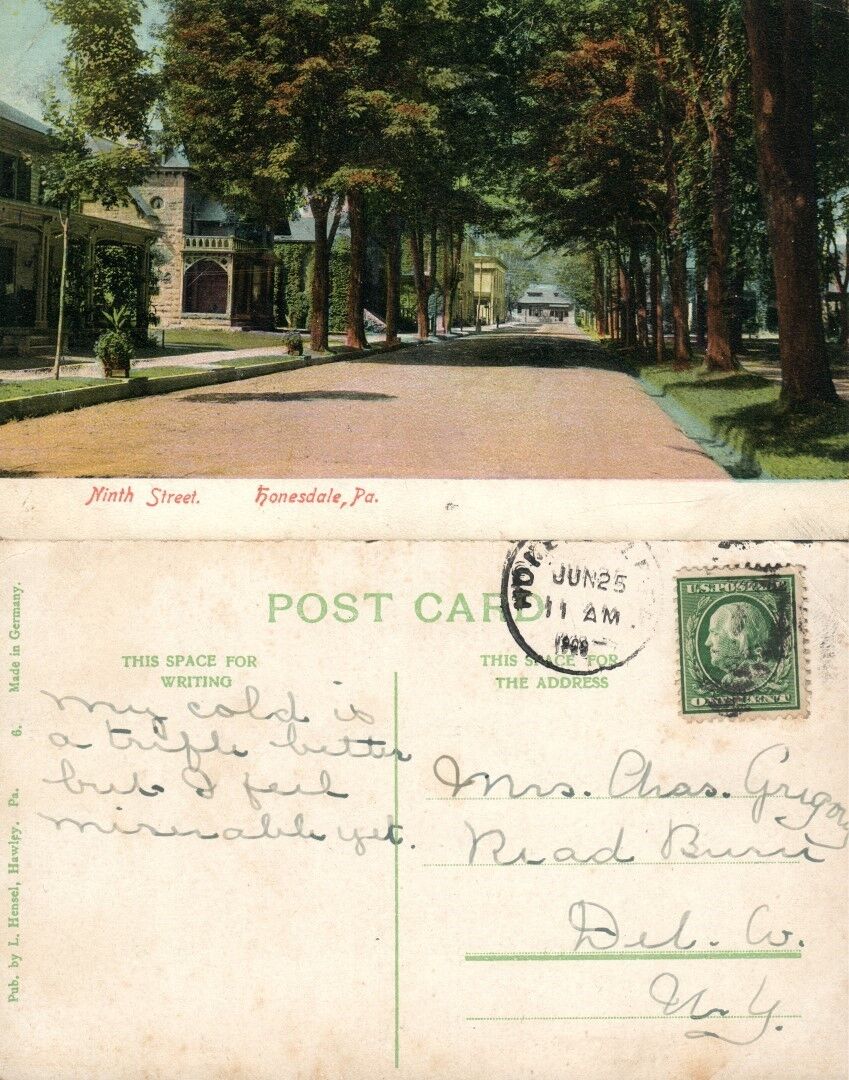 Ninth Street. Honesdale, Pa.
POST CARD
THIS SPACE FOR
WRITING
THIS SPACE FOR
THE ADDRESS
JUN 25
11 AM
U.S. POSTAGE
ONE CENT
My cold is
a trifle better
but I feel
miserable yet.
Mrs. Chas. Grigory
Read Burn
Del. Co.
N.Y.
Pub. by L. Hensel, Hawley, Pa. 6. Made in Germany.